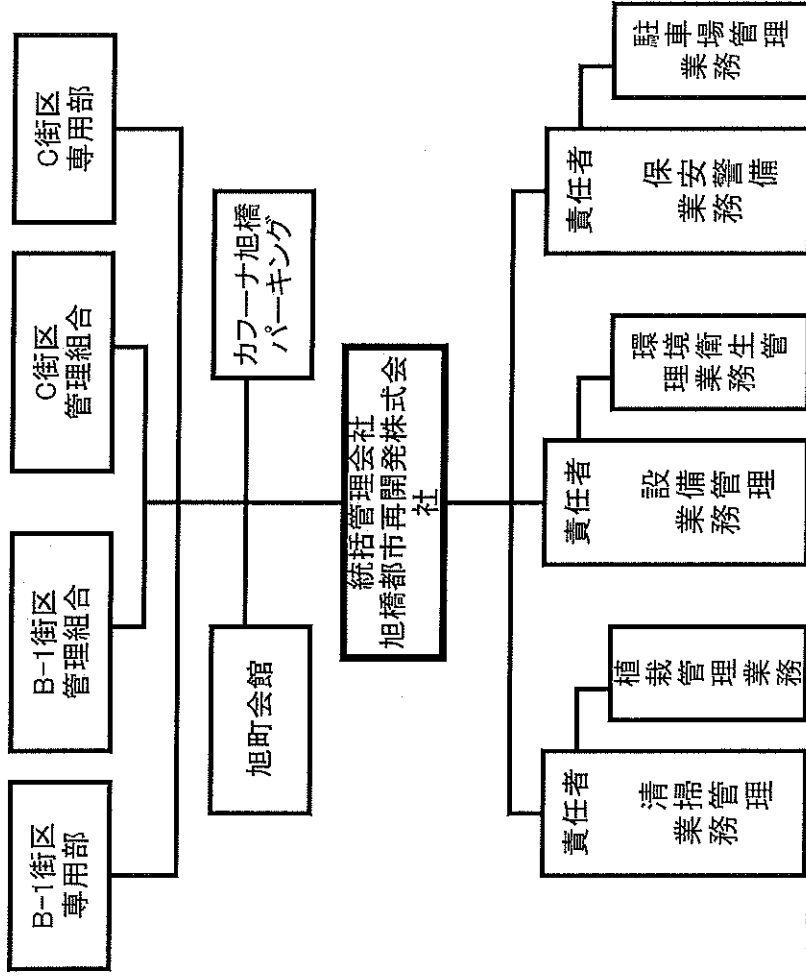 B-1街区
専用部
B-1街区
管理組合
C街区
管理組合
C街区
専用部
旭町会館
カフーナ旭橋
パーキング
統括管理会社
旭橋都市再開発株式会
社
責任者
清掃管理
業務
植栽管理業務
責任者
設備管理
業務
環境衛生管
理業務
責任者
保安警備
業務
駐車場管理
業務